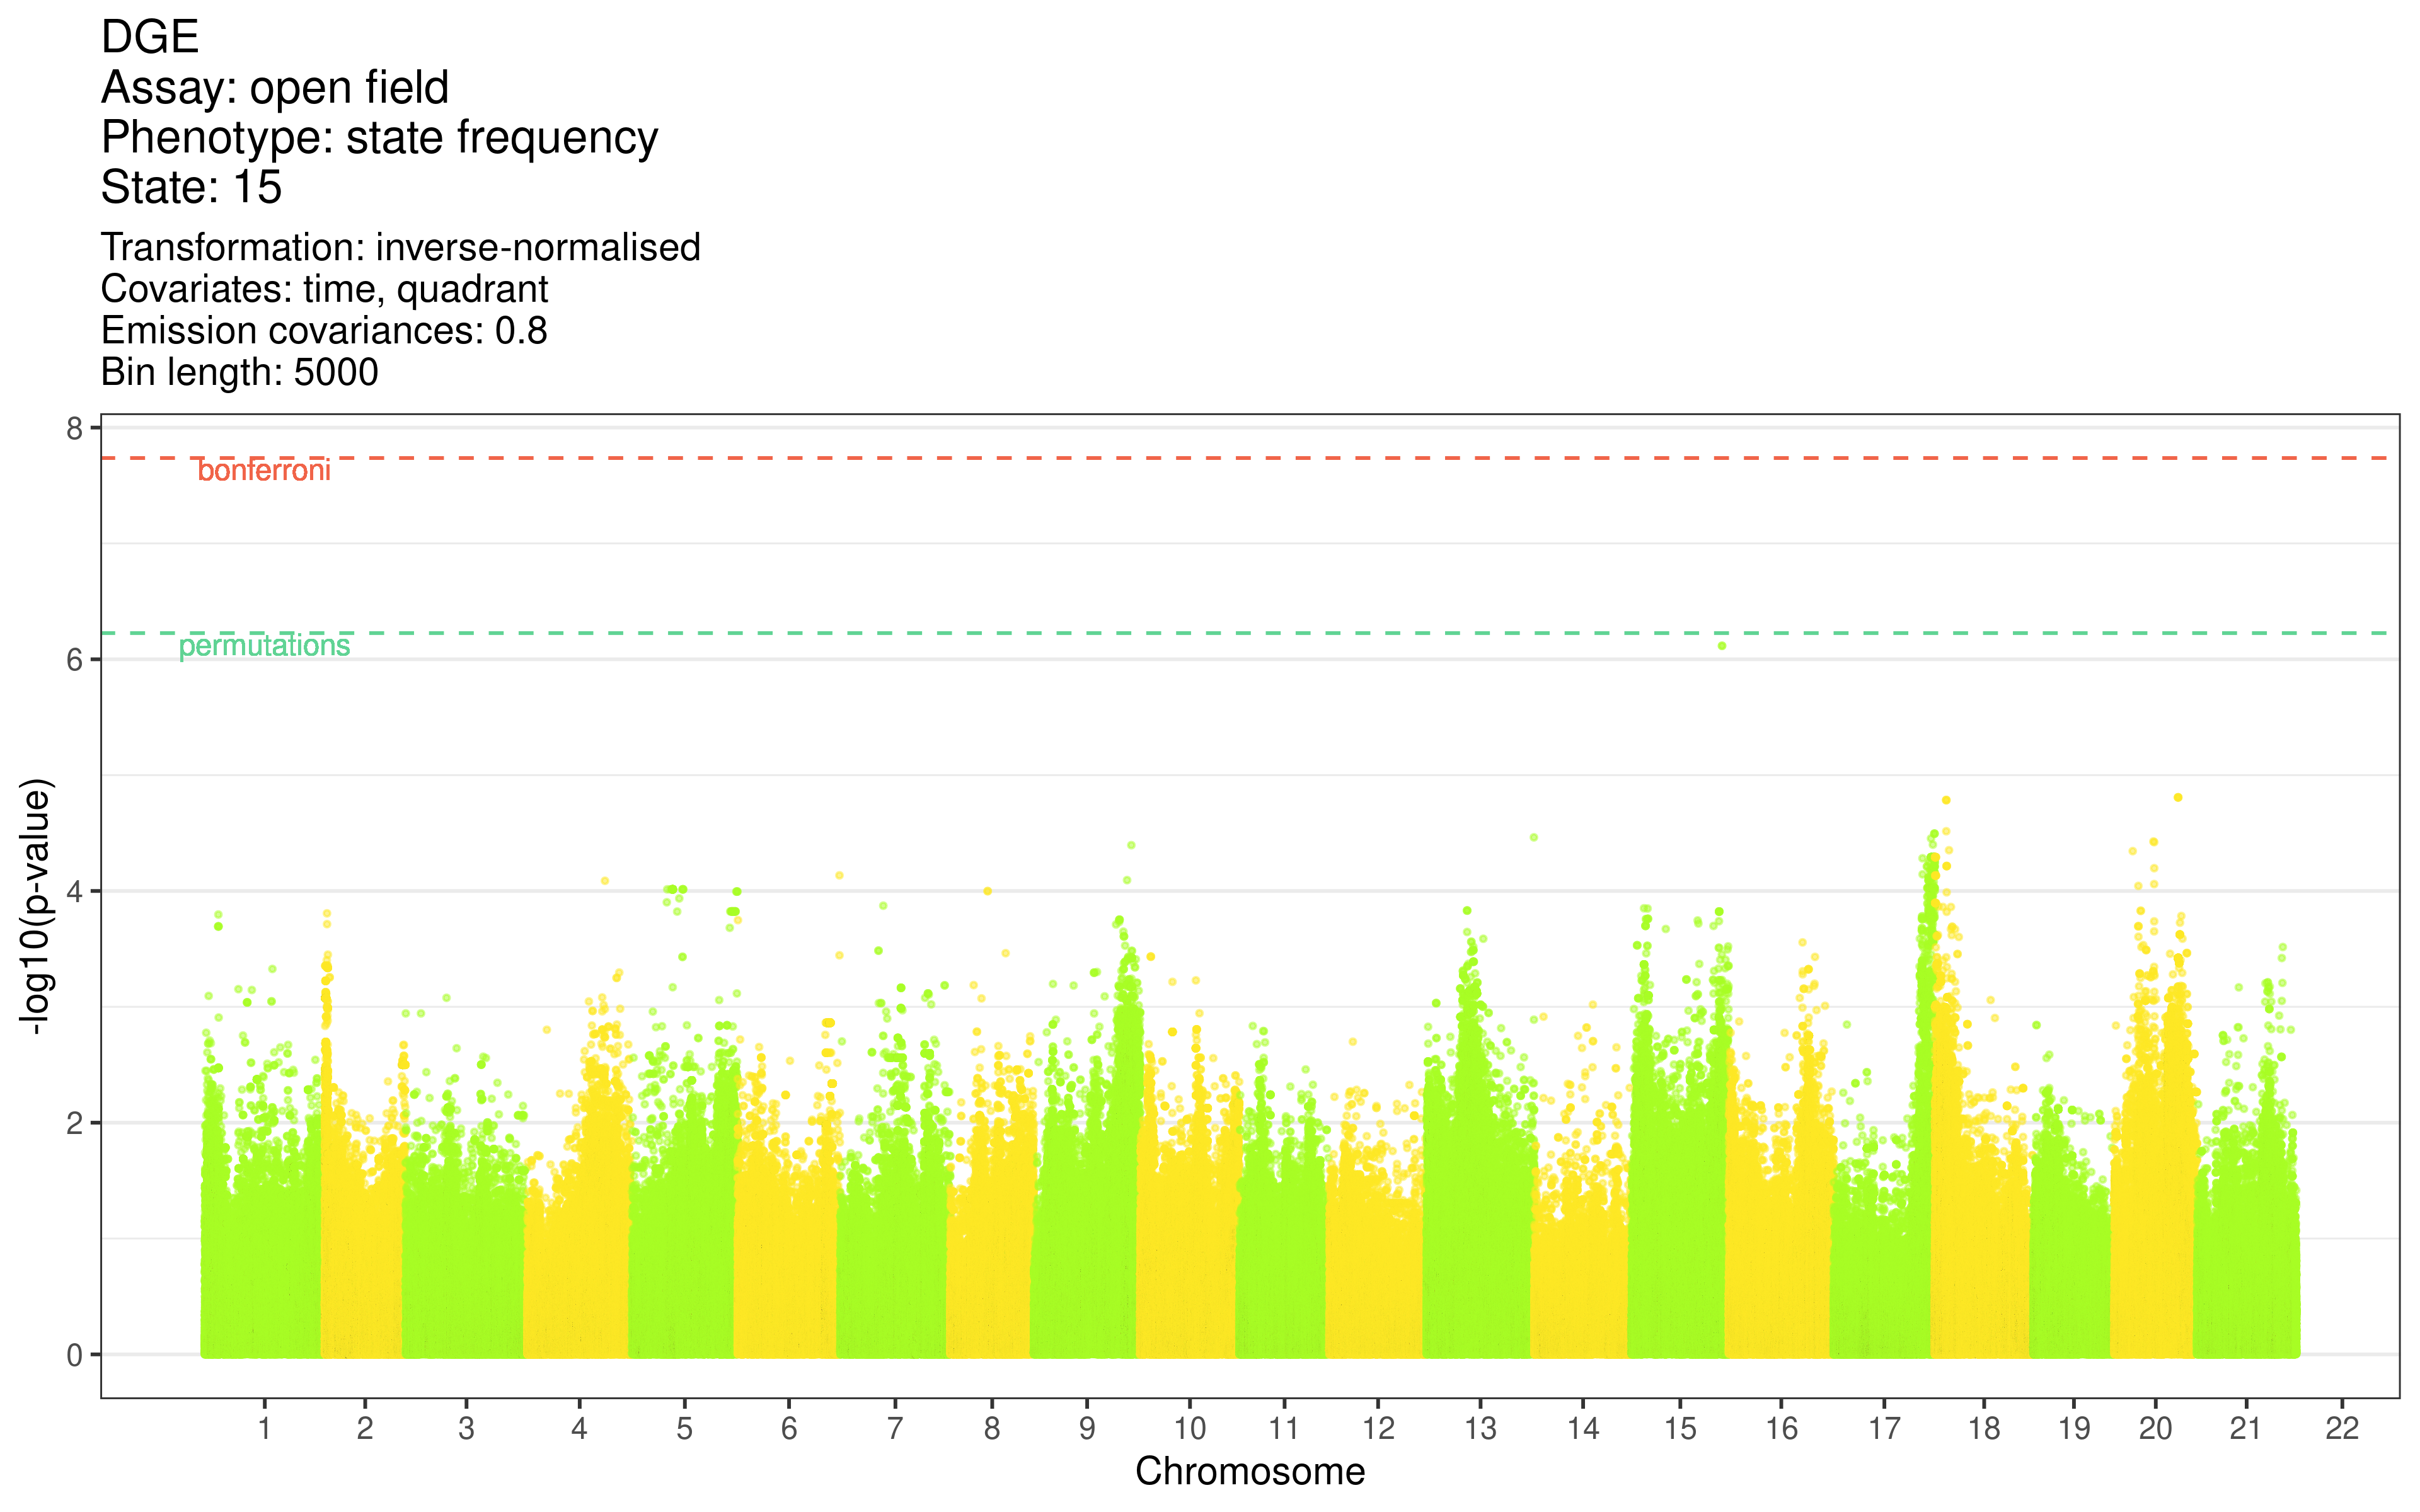 DGE
Assay: open field
Phenotype: state frequency
State: 15
Transformation: inverse-normalised
Covariates: time, quadrant
Emission covariances: 0.8
Bin length: 5000
8
bonferroni
permutations
6
-log10(p-value)
4
2
0
1 2 3 4 5 6 7 8 9 10 11 12 13 14 15 16 17 18 19 20 21 22
Chromosome